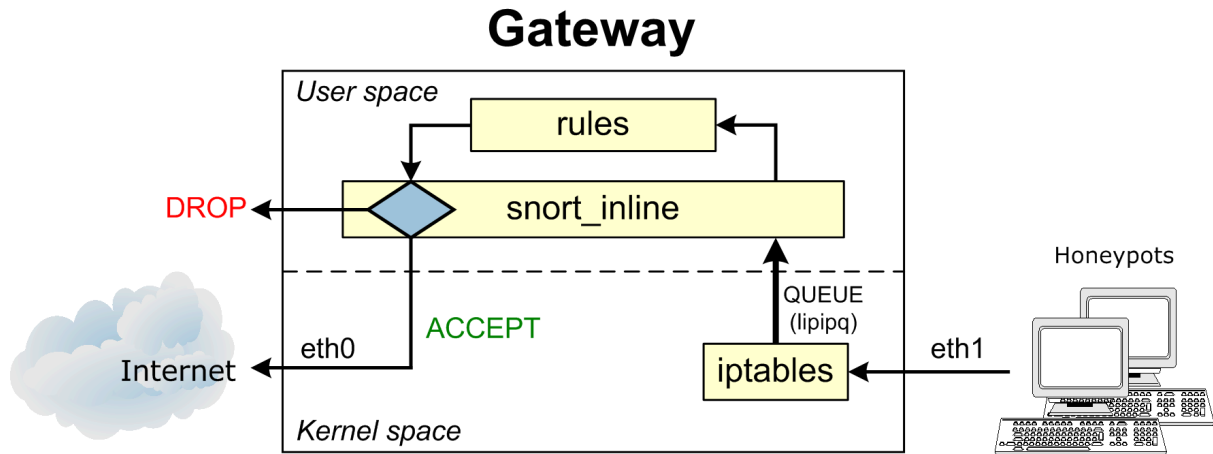 Gateway
User space
rules
DROP
snort_inline
Honeypots
QUEUE
(lipipq)
ACCEPT
eth0
eth1
Internet
iptables
Kernel space